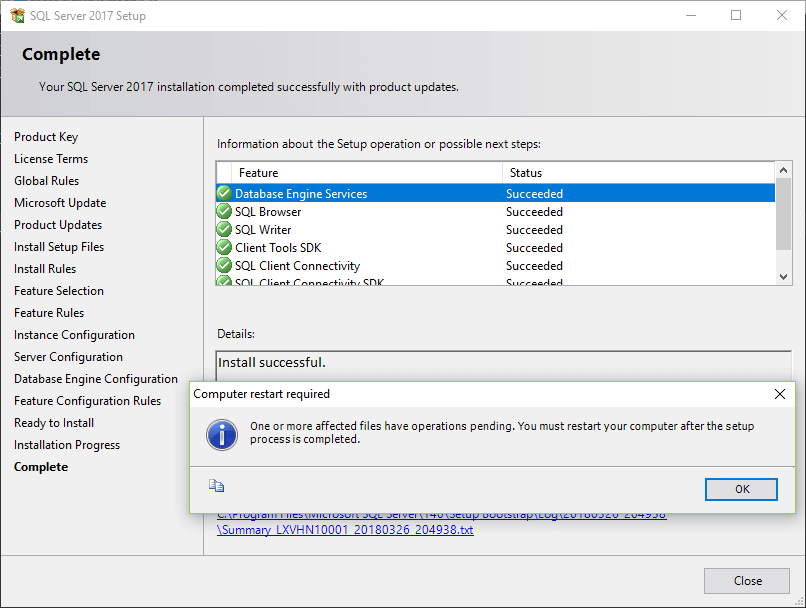 SQL Server 2017 Setup
Complete
Your SQL Server 2017 installation completed successfully with product updates.
Product Key
License Terms
Global Rules
Microsoft Update
Product Updates
Install Setup Files
Install Rules
Feature Selection
Feature Rules
Instance Configuration
Server Configuration
Database Engine Configuration
Feature Configuration Rules
Ready to Install
Installation Progress
Complete
Information about the Setup operation or possible next steps:
Feature Status
Database Engine Services Succeeded
SQL Browser Succeeded
SQL Writer Succeeded
Client Tools SDK Succeeded
SQL Client Connectivity Succeeded
SQL Client Connectivity SDK Succeeded
Details:
Install successful.
Computer restart required
One or more affected files have operations pending. You must restart your computer after the setup
process is completed.
OK
C:\Program Files\Microsoft SQL Server\140\Setup Bootstrap\Log\20180326_204938
\Summary_LXVHN10001_20180326_204938.txt
Close